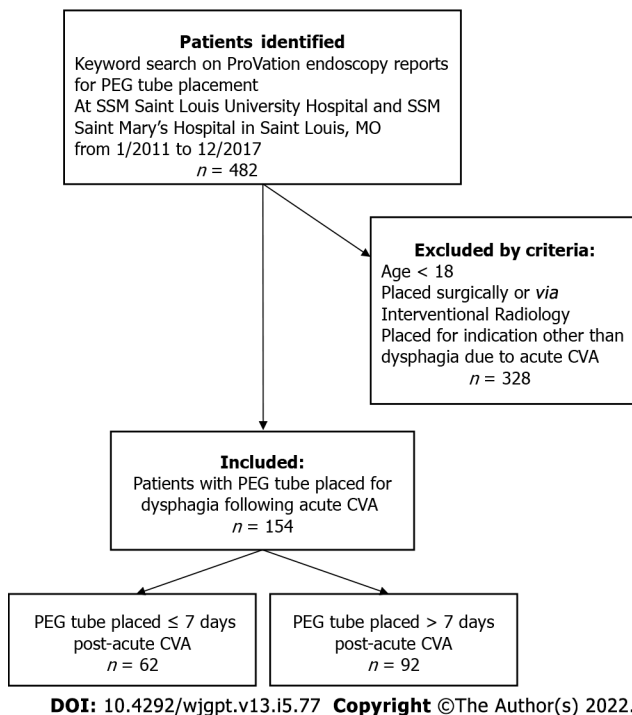 Patients identified
Keyword search on ProVation endoscopy reports
for PEG tube placement
At SSM Saint Louis University Hospital and SSM
Saint Mary's Hospital in Saint Louis, MO
from 1/2011 to 12/2017
n = 482
Excluded by criteria:
Age < 18
Placed surgically or via
Interventional Radiology
Placed for indication other than
dysphagia due to acute CVA
n = 328
Included:
Patients with PEG tube placed for
dysphagia following acute CVA
n = 154
PEG tube placed ≤ 7 days
post-acute CVA
n = 62
PEG tube placed > 7 days
post-acute CVA
n = 92
DOI: 10.4292/wjgpt.v13.i5.77 Copyright ©The Author(s) 2022.